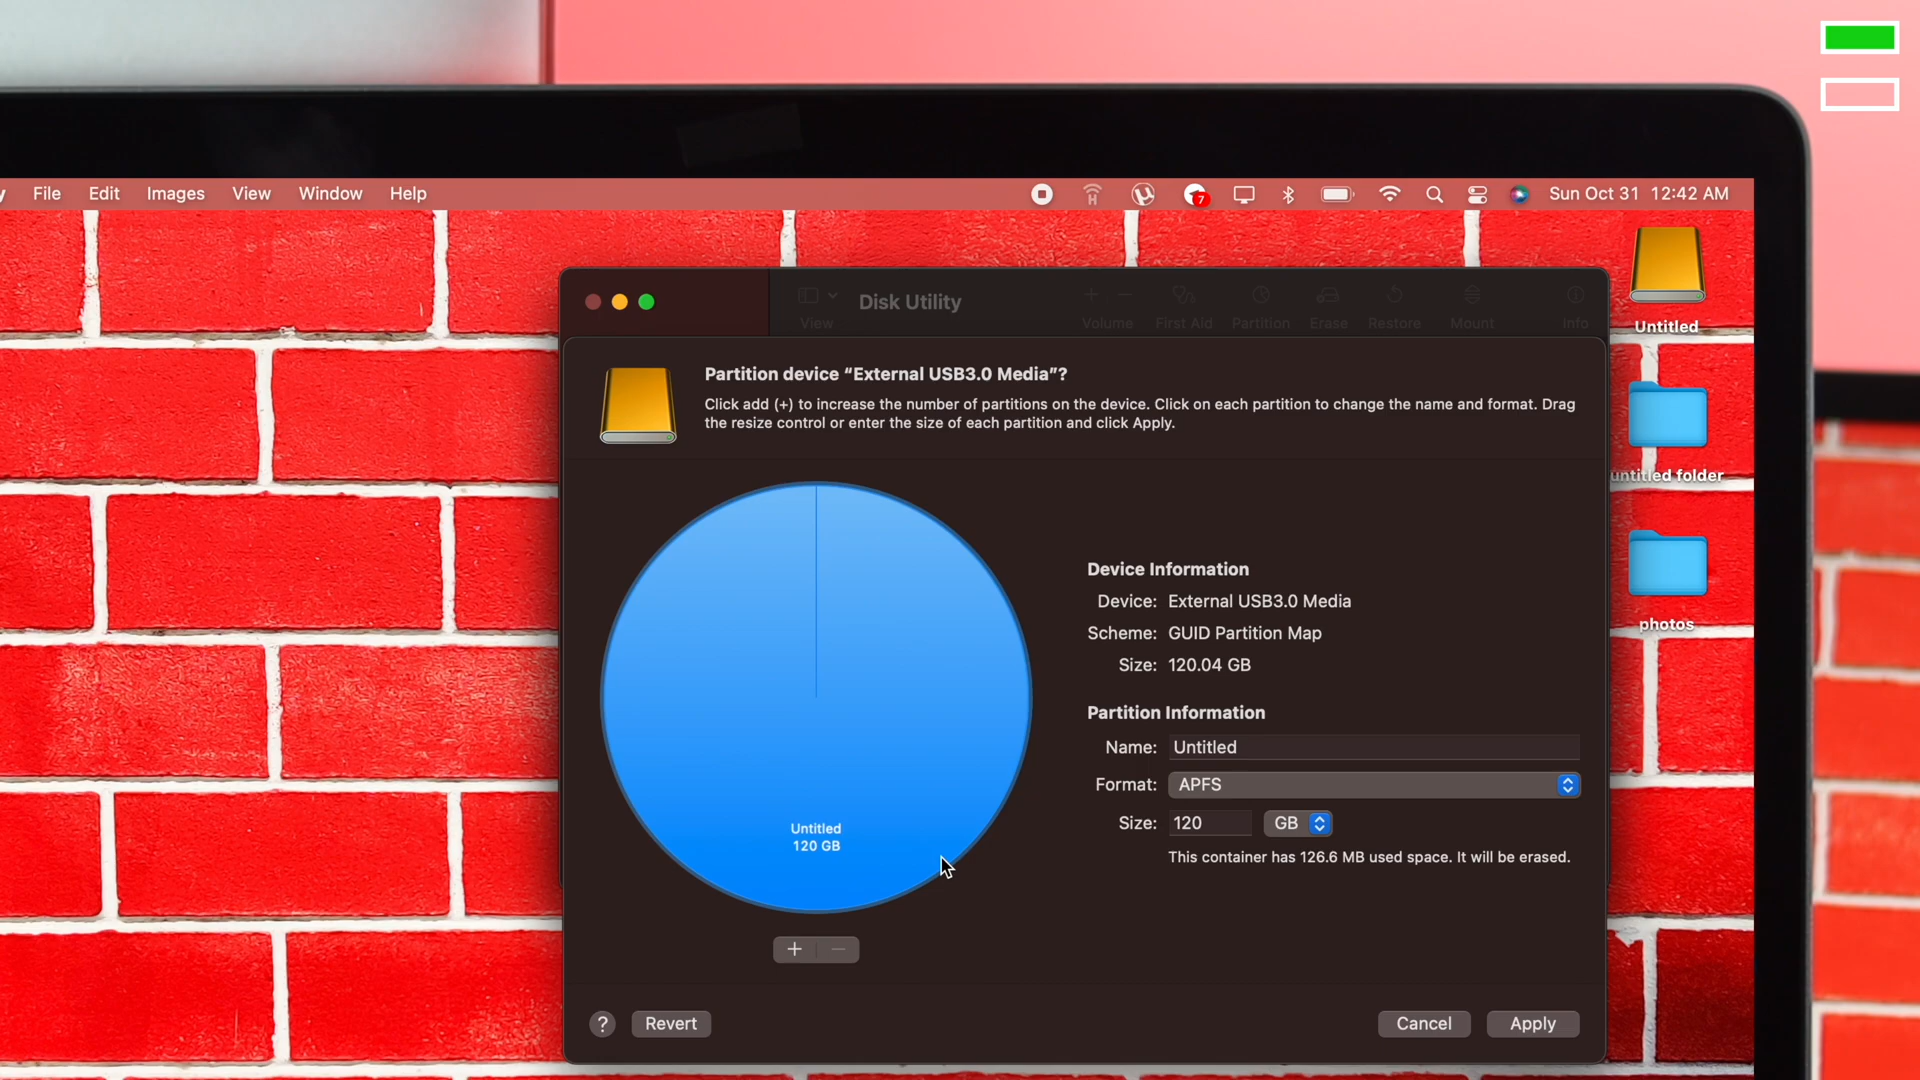 File Edit Images View Window Help
7
Sun Oct 31 12:42 AM
Disk Utility
View
Volume First Aid Partition Erase Restore Mount Info
Untitled
Partition device “External USB3.0 Media”?
Click add (+) to increase the number of partitions on the device. Click on each partition to change the name and format. Drag
the resize control or enter the size of each partition and click Apply.
untitled folder
photos
Device Information
Device: External USB3.0 Media
Scheme: GUID Partition Map
Size: 120.04 GB
Partition Information
Name: Untitled
Format: APFS
Size: 120 GB
This container has 126.6 MB used space. It will be erased.
Untitled
120 GB
+ −
? Revert Cancel Apply